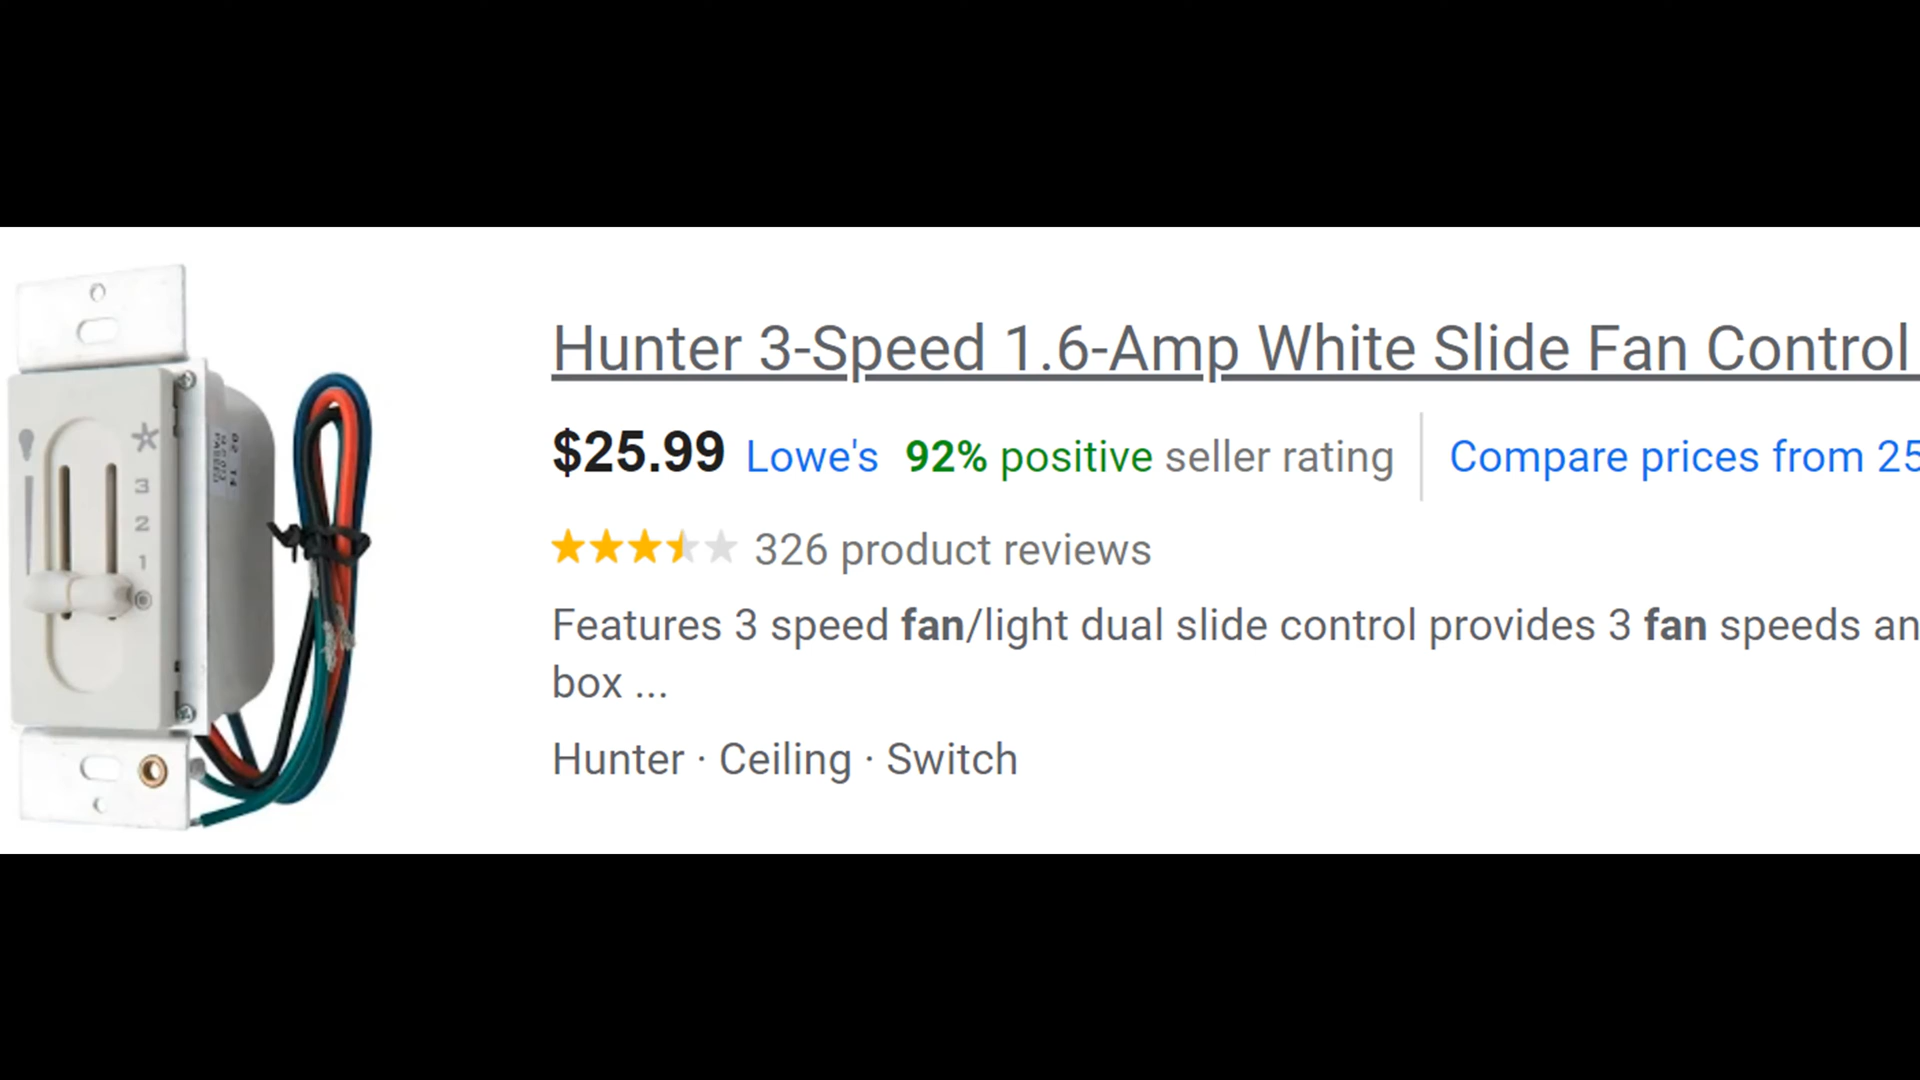 Hunter 3-Speed 1.6-Amp White Slide Fan Control
$25.99 Lowe's 92% positive seller rating Compare prices from 25
326 product reviews
Features 3 speed fan/light dual slide control provides 3 fan speeds an
box ...
Hunter · Ceiling · Switch
3
2
1